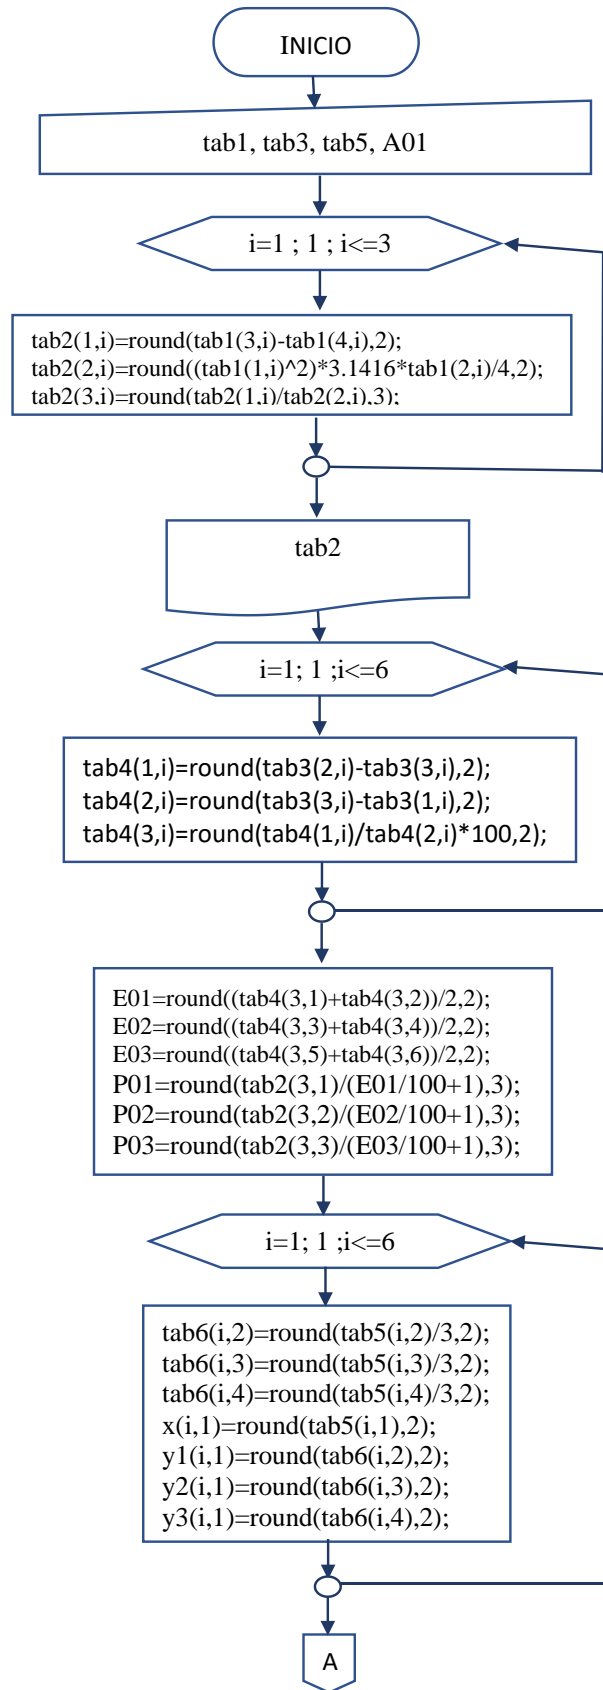 INICIO
tab1, tab3, tab5, A01
i=1 ; 1 ; i<=3
tab2(1,i)=round(tab1(3,i)-tab1(4,i),2);
tab2(2,i)=round((tab1(1,i)^2)*3.1416*tab1(2,i)/4,2);
tab2(3,i)=round(tab2(1,i)/tab2(2,i),3);
tab2
i=1; 1 ;i<=6
tab4(1,i)=round(tab3(2,i)-tab3(3,i),2);
tab4(2,i)=round(tab3(3,i)-tab3(1,i),2);
tab4(3,i)=round(tab4(1,i)/tab4(2,i)*100,2);
E01=round((tab4(3,1)+tab4(3,2))/2,2);
E02=round((tab4(3,3)+tab4(3,4))/2,2);
E03=round((tab4(3,5)+tab4(3,6))/2,2);
P01=round(tab2(3,1)/(E01/100+1),3);
P02=round(tab2(3,2)/(E02/100+1),3);
P03=round(tab2(3,3)/(E03/100+1),3);
i=1; 1 ;i<=6
tab6(i,2)=round(tab5(i,2)/3,2);
tab6(i,3)=round(tab5(i,3)/3,2);
tab6(i,4)=round(tab5(i,4)/3,2);
x(i,1)=round(tab5(i,1),2);
y1(i,1)=round(tab6(i,2),2);
y2(i,1)=round(tab6(i,3),2);
y3(i,1)=round(tab6(i,4),2);
A